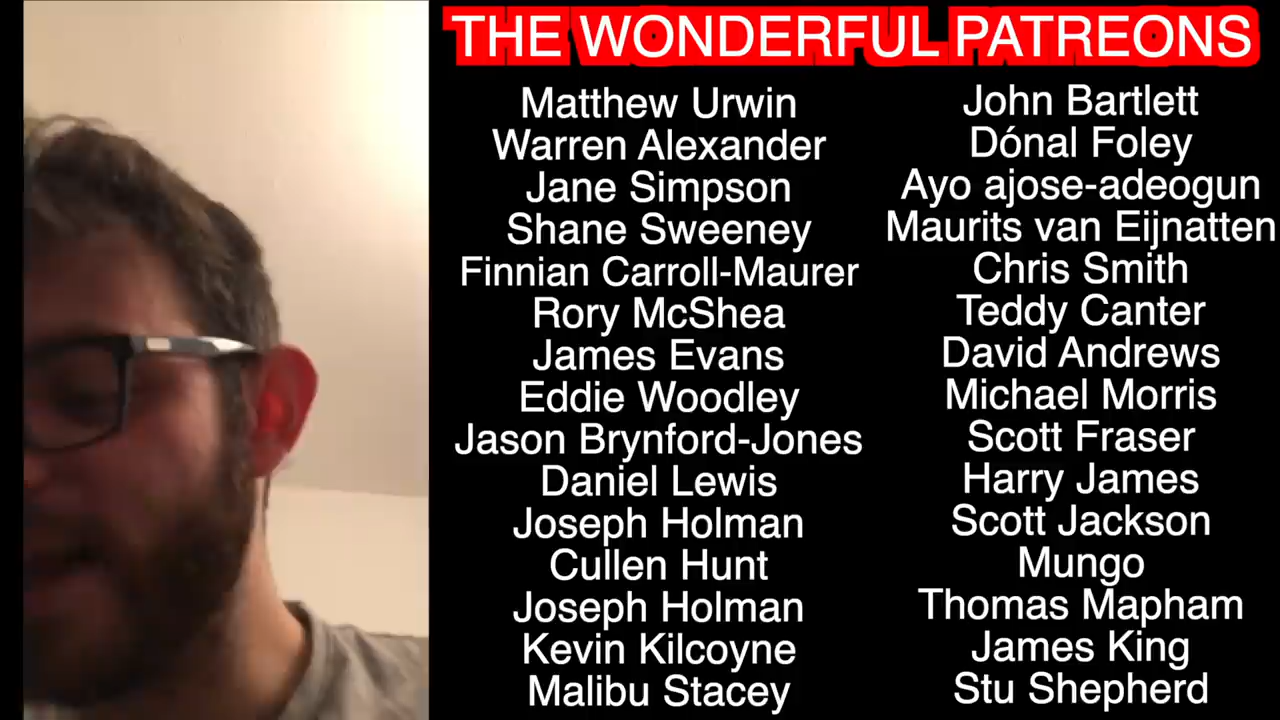 THE WONDERFUL PATREONS
Matthew Urwin
Warren Alexander
Jane Simpson
Shane Sweeney
Finnian Carroll-Maurer
Rory McShea
James Evans
Eddie Woodley
Jason Brynford-Jones
Daniel Lewis
Joseph Holman
Cullen Hunt
Joseph Holman
Kevin Kilcoyne
Malibu Stacey
John Bartlett
Dónal Foley
Ayo ajose-adeogun
Maurits van Eijnatten
Chris Smith
Teddy Canter
David Andrews
Michael Morris
Scott Fraser
Harry James
Scott Jackson
Mungo
Thomas Mapham
James King
Stu Shepherd